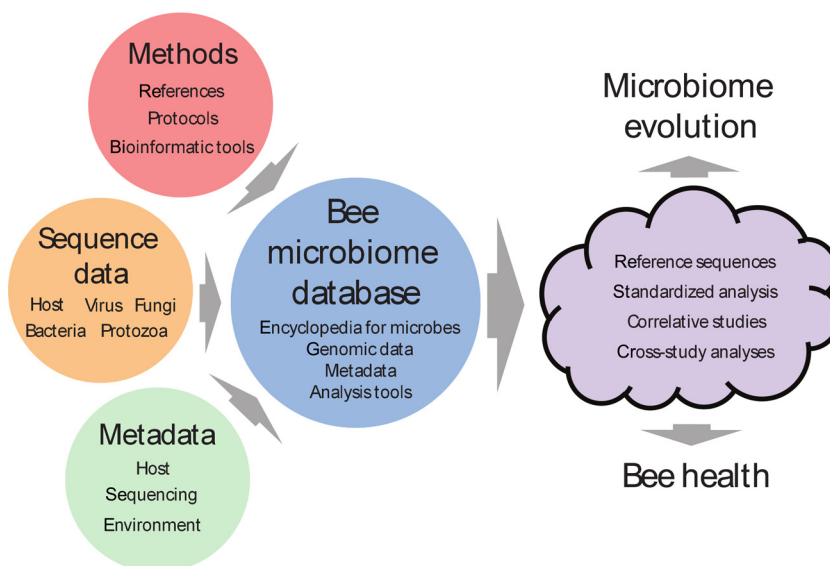 Methods
References
Protocols
Bioinformatic tools
Sequence
data
Host Virus Fungi
Bacteria Protozoa
Metadata
Host
Sequencing
Environment
Bee
microbiome
database
Encyclopedia for microbes
Genomic data
Metadata
Analysis tools
Microbiome
evolution
Reference sequences
Standardized analysis
Correlative studies
Cross-study analyses
Bee health